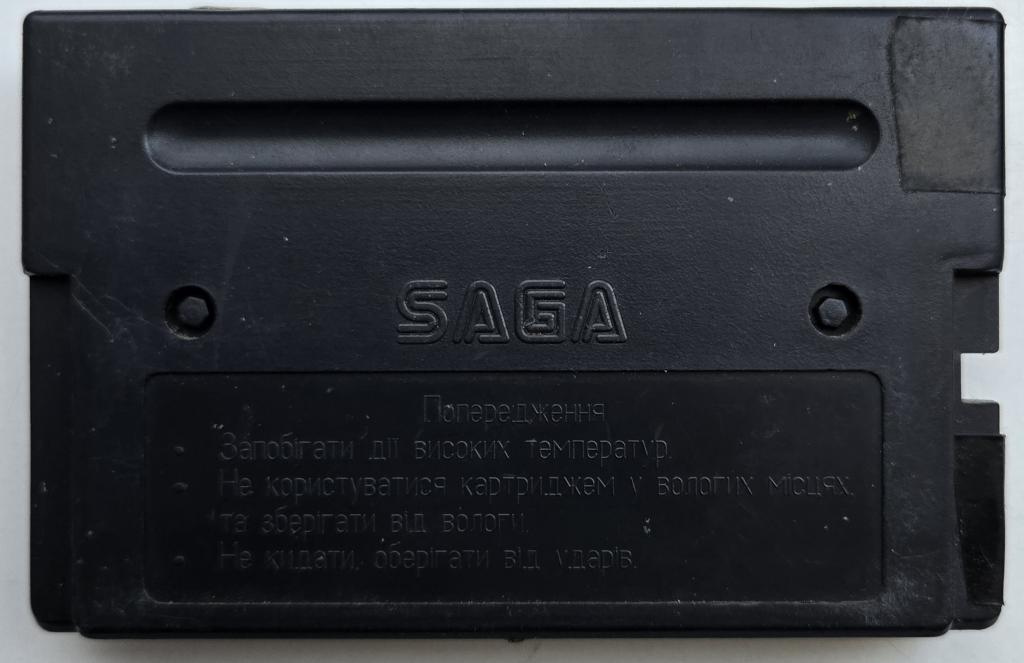 SAGA
Попередження
• Запобігати дії високих температур.
• Не користуватися картриджем у вологих місцях,
та зберігати від вологи.
• Не кидати, оберігати від ударів.